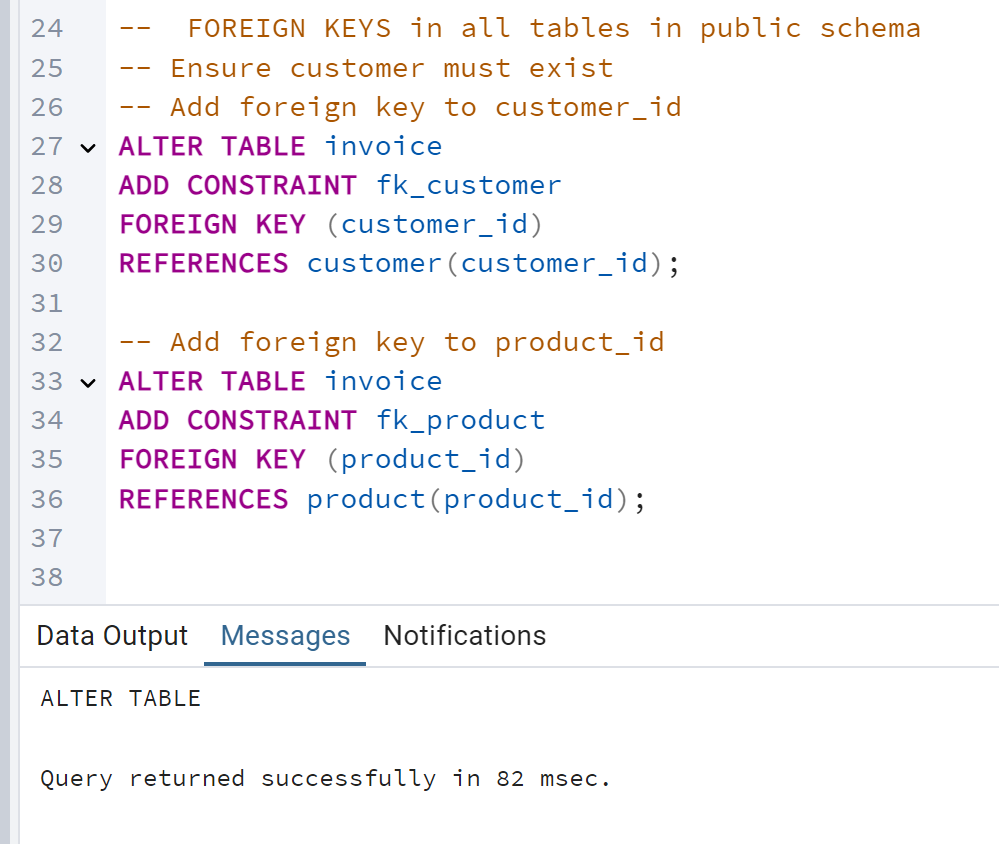 24 --  FOREIGN KEYS in all tables in public schema
25 -- Ensure customer must exist
26 -- Add foreign key to customer_id
27 ALTER TABLE invoice
28 ADD CONSTRAINT fk_customer
29 FOREIGN KEY (customer_id)
30 REFERENCES customer(customer_id);
31
32 -- Add foreign key to product_id
33 ALTER TABLE invoice
34 ADD CONSTRAINT fk_product
35 FOREIGN KEY (product_id)
36 REFERENCES product(product_id);
37
38
Data Output Messages Notifications
ALTER TABLE
Query returned successfully in 82 msec.